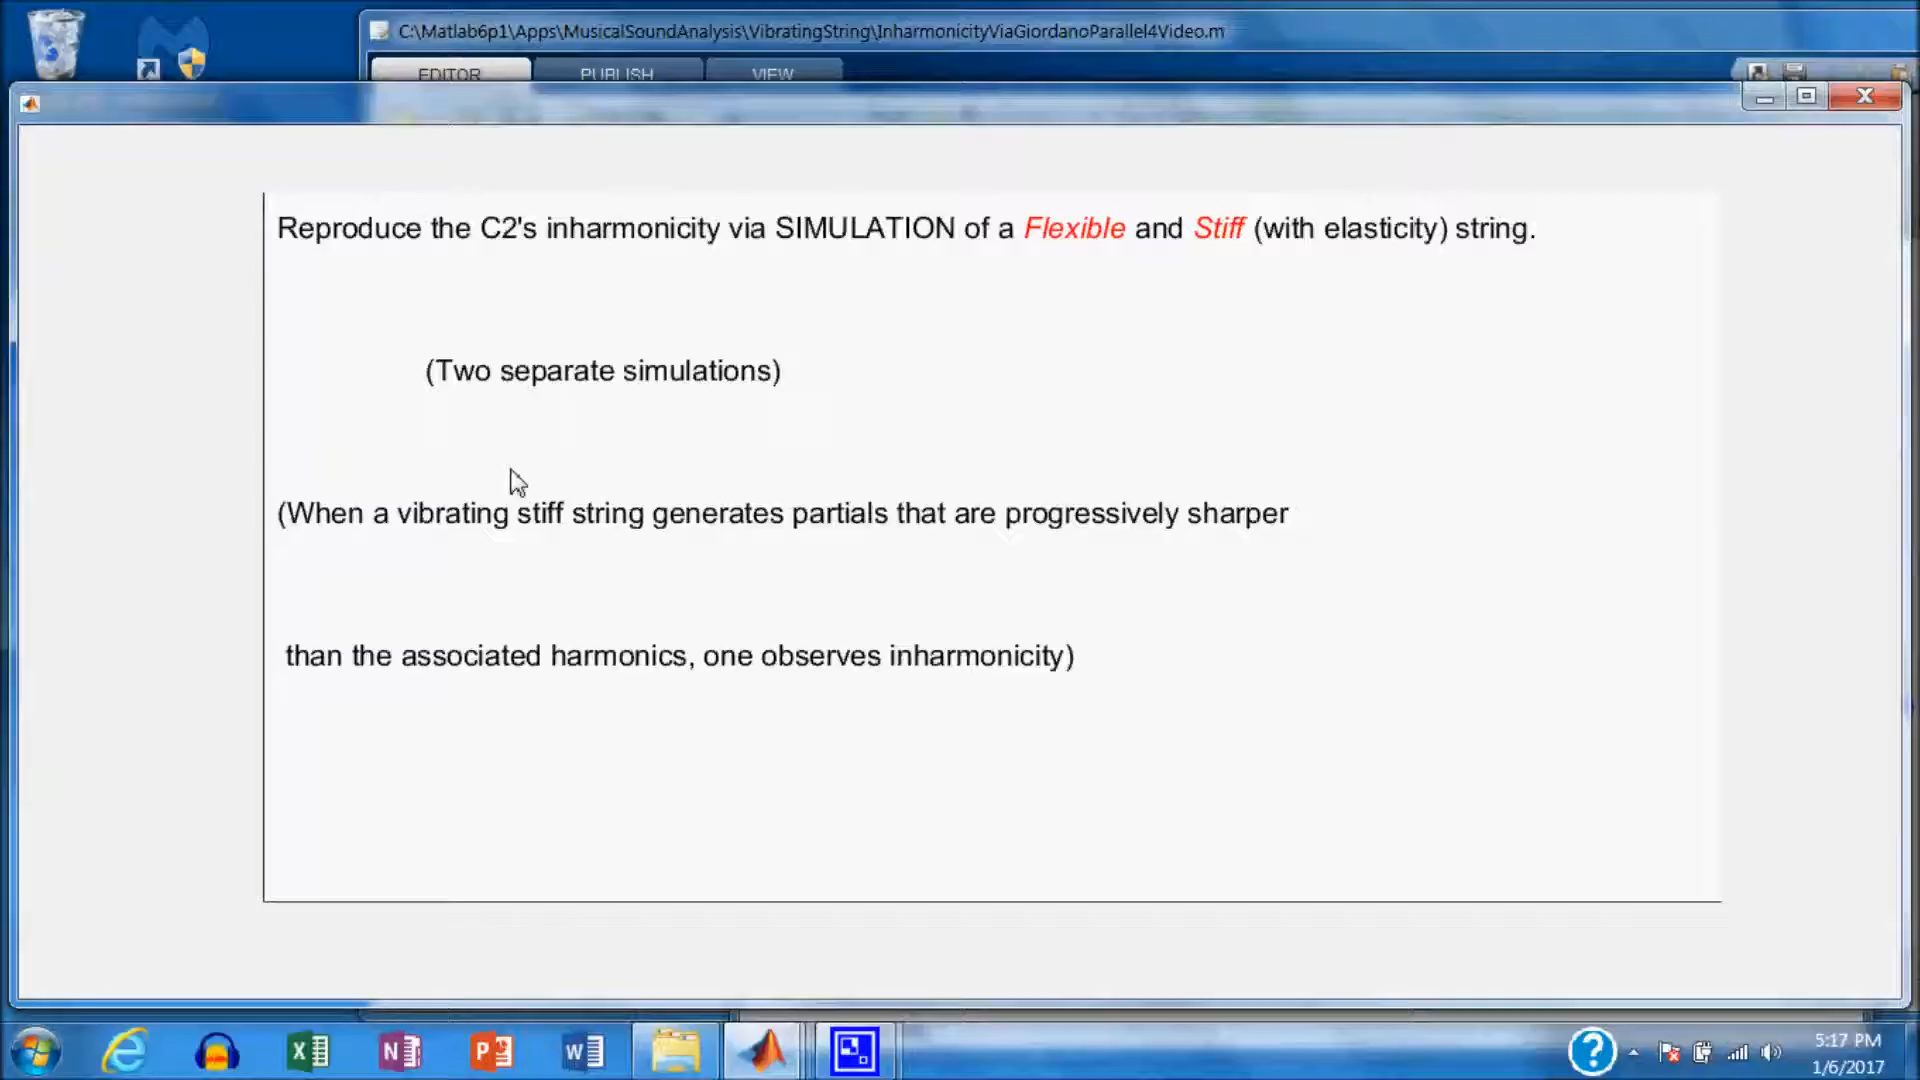 C:\Matlab6p1\Apps\MusicalSoundAnalysis\VibratingString\InharmonicityViaGiordanoParallel4Video.m
EDITOR PUBLISH VIEW
Reproduce the C2's inharmonicity via SIMULATION of a Flexible and Stiff (with elasticity) string.
(Two separate simulations)
(When a vibrating stiff string generates partials that are progressively sharper
than the associated harmonics, one observes inharmonicity)
5:17 PM
1/6/2017